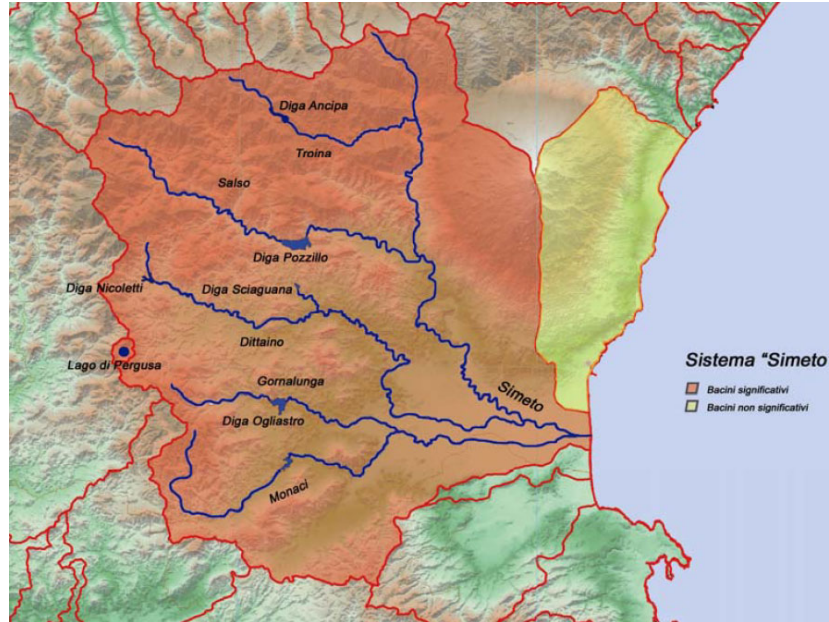 Diga Ancipa
Troina
Salso
Diga Pozzillo
Diga Nicoletti
Diga Sciaguana
Dittaino
Lago di Pergusa
Gornalunga
Simeto
Diga Ogliastro
Monaci
Sistema "Simeto
Bacini significativi
Bacini non significativi